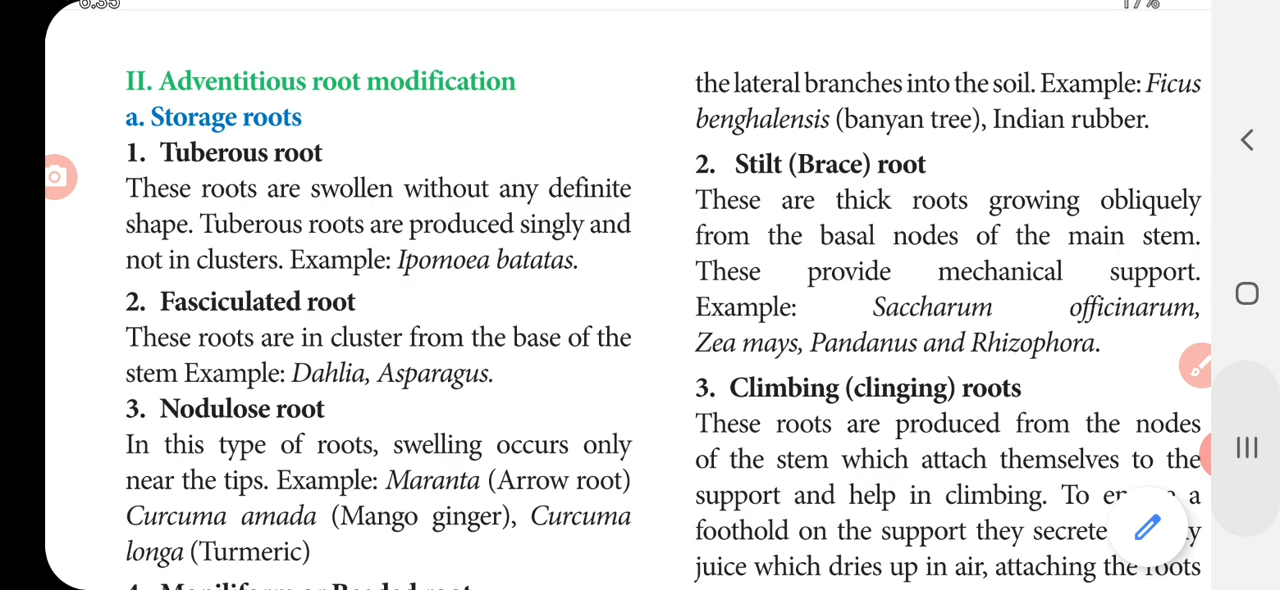 II. Adventitious root modification
a. Storage roots
1. Tuberous root
These roots are swollen without any definite
shape. Tuberous roots are produced singly and
not in clusters. Example: Ipomoea batatas.
2. Fasciculated root
These roots are in cluster from the base of the
stem Example: Dahlia, Asparagus.
3. Nodulose root
In this type of roots, swelling occurs only
near the tips. Example: Maranta (Arrow root)
Curcuma amada (Mango ginger), Curcuma
longa (Turmeric)
the lateral branches into the soil. Example: Ficus
benghalensis (banyan tree), Indian rubber.
2. Stilt (Brace) root
These are thick roots growing obliquely
from the basal nodes of the main stem.
These provide mechanical support.
Example: Saccharum officinarum,
Zea mays, Pandanus and Rhizophora.
3. Climbing (clinging) roots
These roots are produced from the nodes
of the stem which attach themselves to the
support and help in climbing. To a
foothold on the support they secrete
juice which dries up in air, attaching the roots